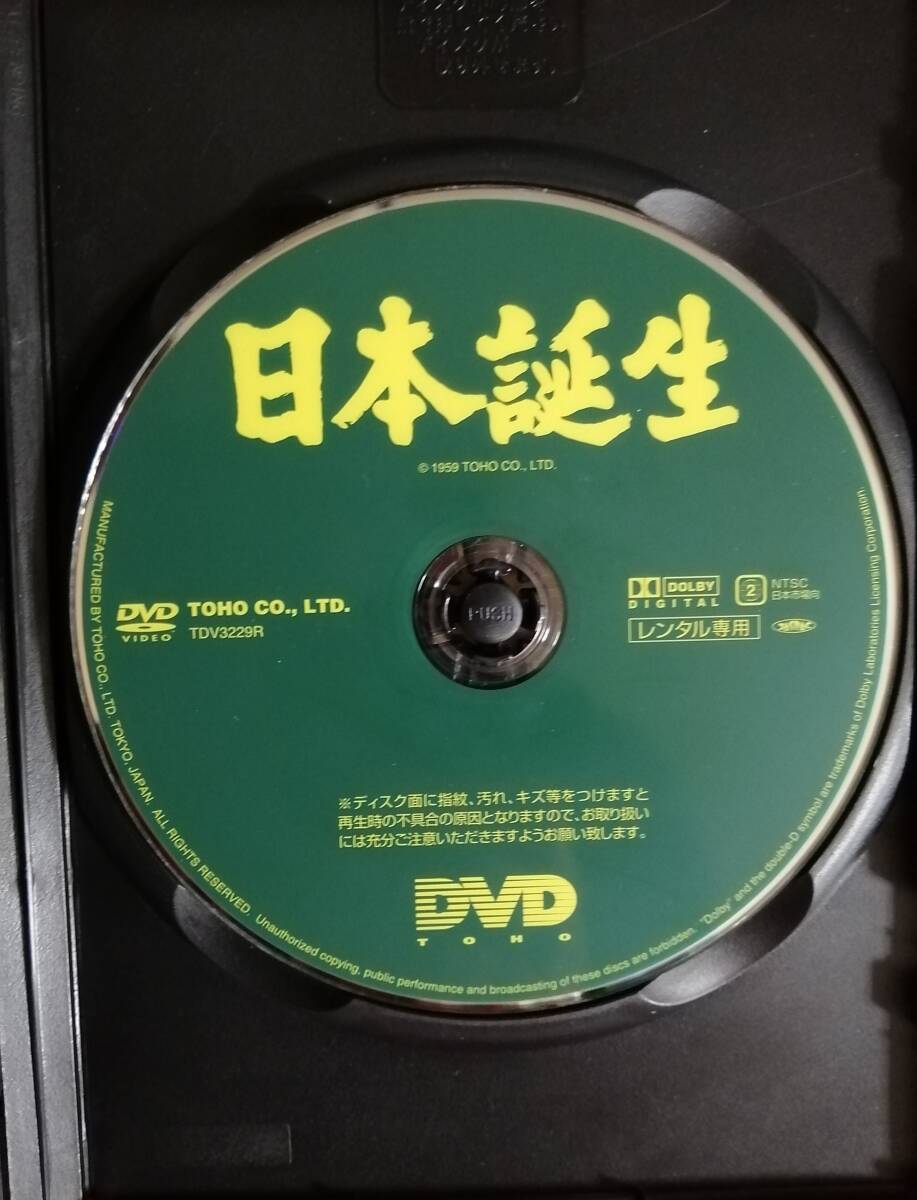 日本誕生
© 1959 TOHO CO., LTD.
DVD
VIDEO
TOHO CO., LTD.
TDV3229R
PUSH
DOLBY
DIGITAL
2
NTSC
日本市場向
レンタル専用
※ディスク面に指紋、汚れ、キズ等をつけますと
再生時の不具合の原因となりますので、お取り扱い
には充分ご注意いただきますようお願い致します。
DVD
TOHO
MANUFACTURED BY TOHO CO., LTD. TOKYO, JAPAN. ALL RIGHTS RESERVED. Unauthorized copying, public performance and broadcasting of these discs are forbidden. "Dolby" and the double-D symbol are trademarks of Dolby Laboratories Licensing Corporation.